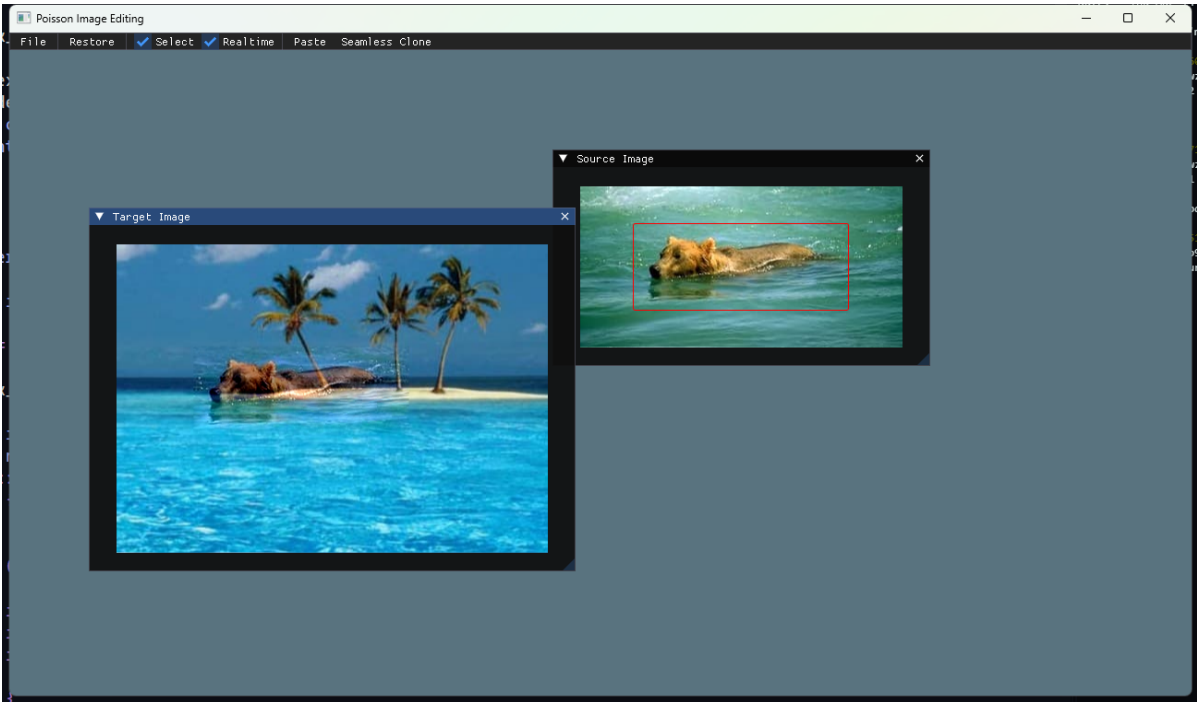 Poisson Image Editing
File Restore Select Realtime Paste Seamless Clone
Source Image
Target Image